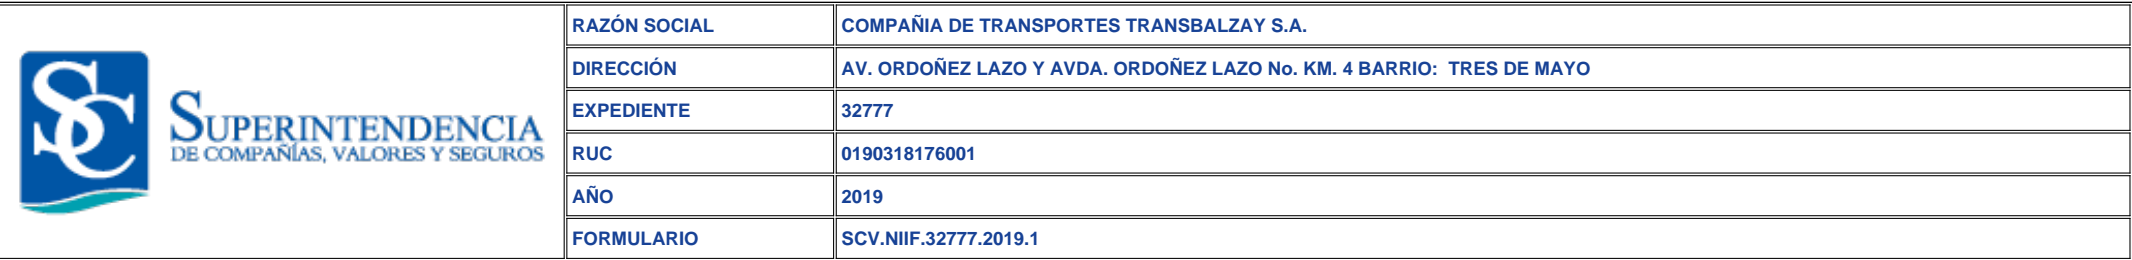 SC
SUPERINTENDENCIA
DE COMPAÑÍAS, VALORES Y SEGUROS
RAZÓN SOCIAL COMPAÑIA DE TRANSPORTES TRANSBALZAY S.A.
DIRECCIÓN AV. ORDOÑEZ LAZO Y AVDA. ORDOÑEZ LAZO No. KM. 4 BARRIO: TRES DE MAYO
EXPEDIENTE 32777
RUC 0190318176001
AÑO 2019
FORMULARIO SCV.NIIF.32777.2019.1